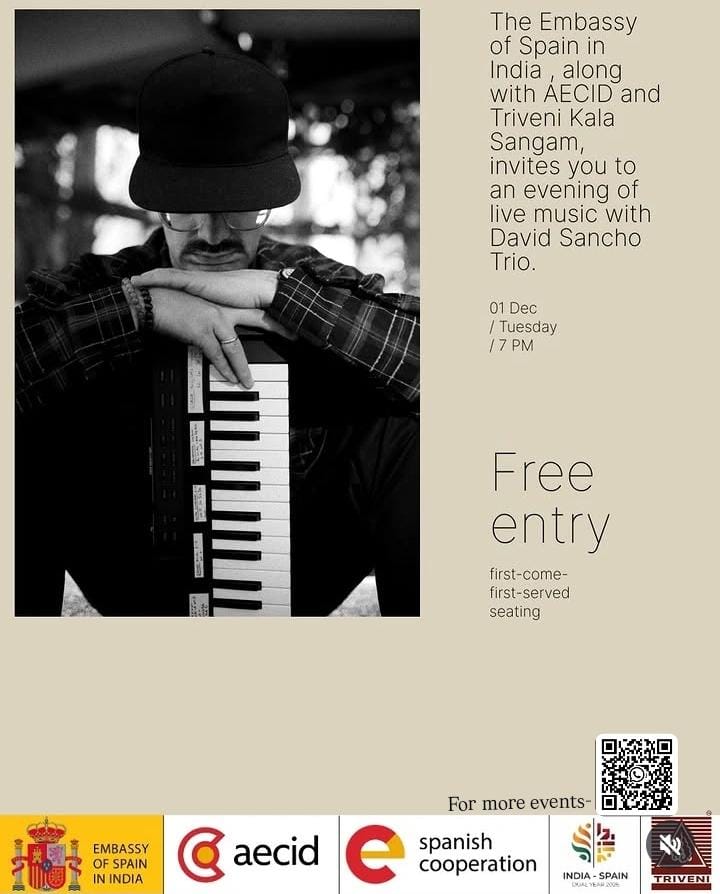 The Embassy
of Spain in
India , along
with AECID and
Triveni Kala
Sangam,
invites you to
an evening of
live music with
David Sancho
Trio.
01 Dec
/ Tuesday
/ 7 PM
Free
entry
first-come-
first-served
seating
For more events-
EMBASSY
OF SPAIN
IN INDIA
aecid
spanish
cooperation
INDIA - SPAIN
DUAL YEAR 2026
TRIVENI